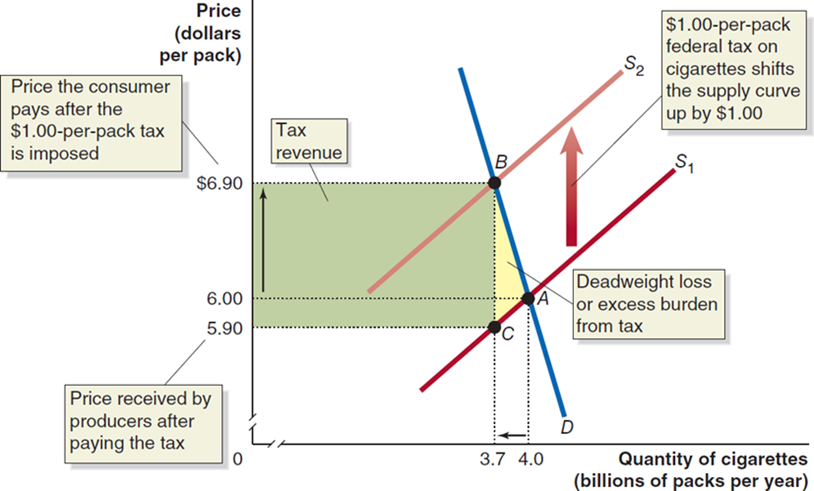 Price
(dollars
per pack)
$1.00-per-pack
federal tax on
cigarettes shifts
the supply curve
up by $1.00
S2
Price the consumer
pays after the
$1.00-per-pack tax
is imposed
Tax
revenue
B
S1
$6.90
Deadweight loss
or excess burden
from tax
6.00
A
5.90
C
Price received by
producers after
paying the tax
D
0
3.7
4.0
Quantity of cigarettes
(billions of packs per year)